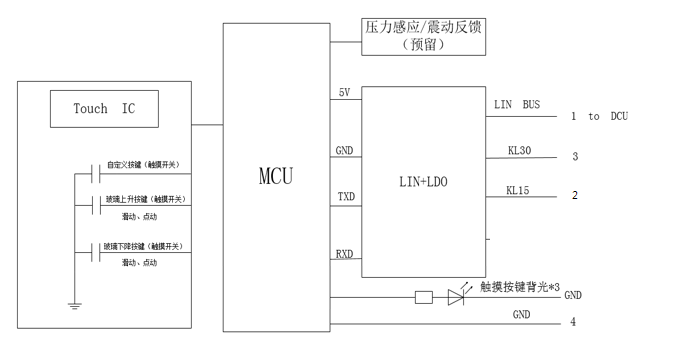 压力感应/震动反馈
（预留）
Touch IC
自定义按键（触摸开关）
玻璃上升按键（触摸开关）
滑动、点动
玻璃下降按键（触摸开关）
滑动、点动
MCU
5V
GND
TXD
RXD
LIN+LDO
LIN BUS
1 to DCU
KL30
3
KL15
2
触摸按键背光*3
GND
GND
4